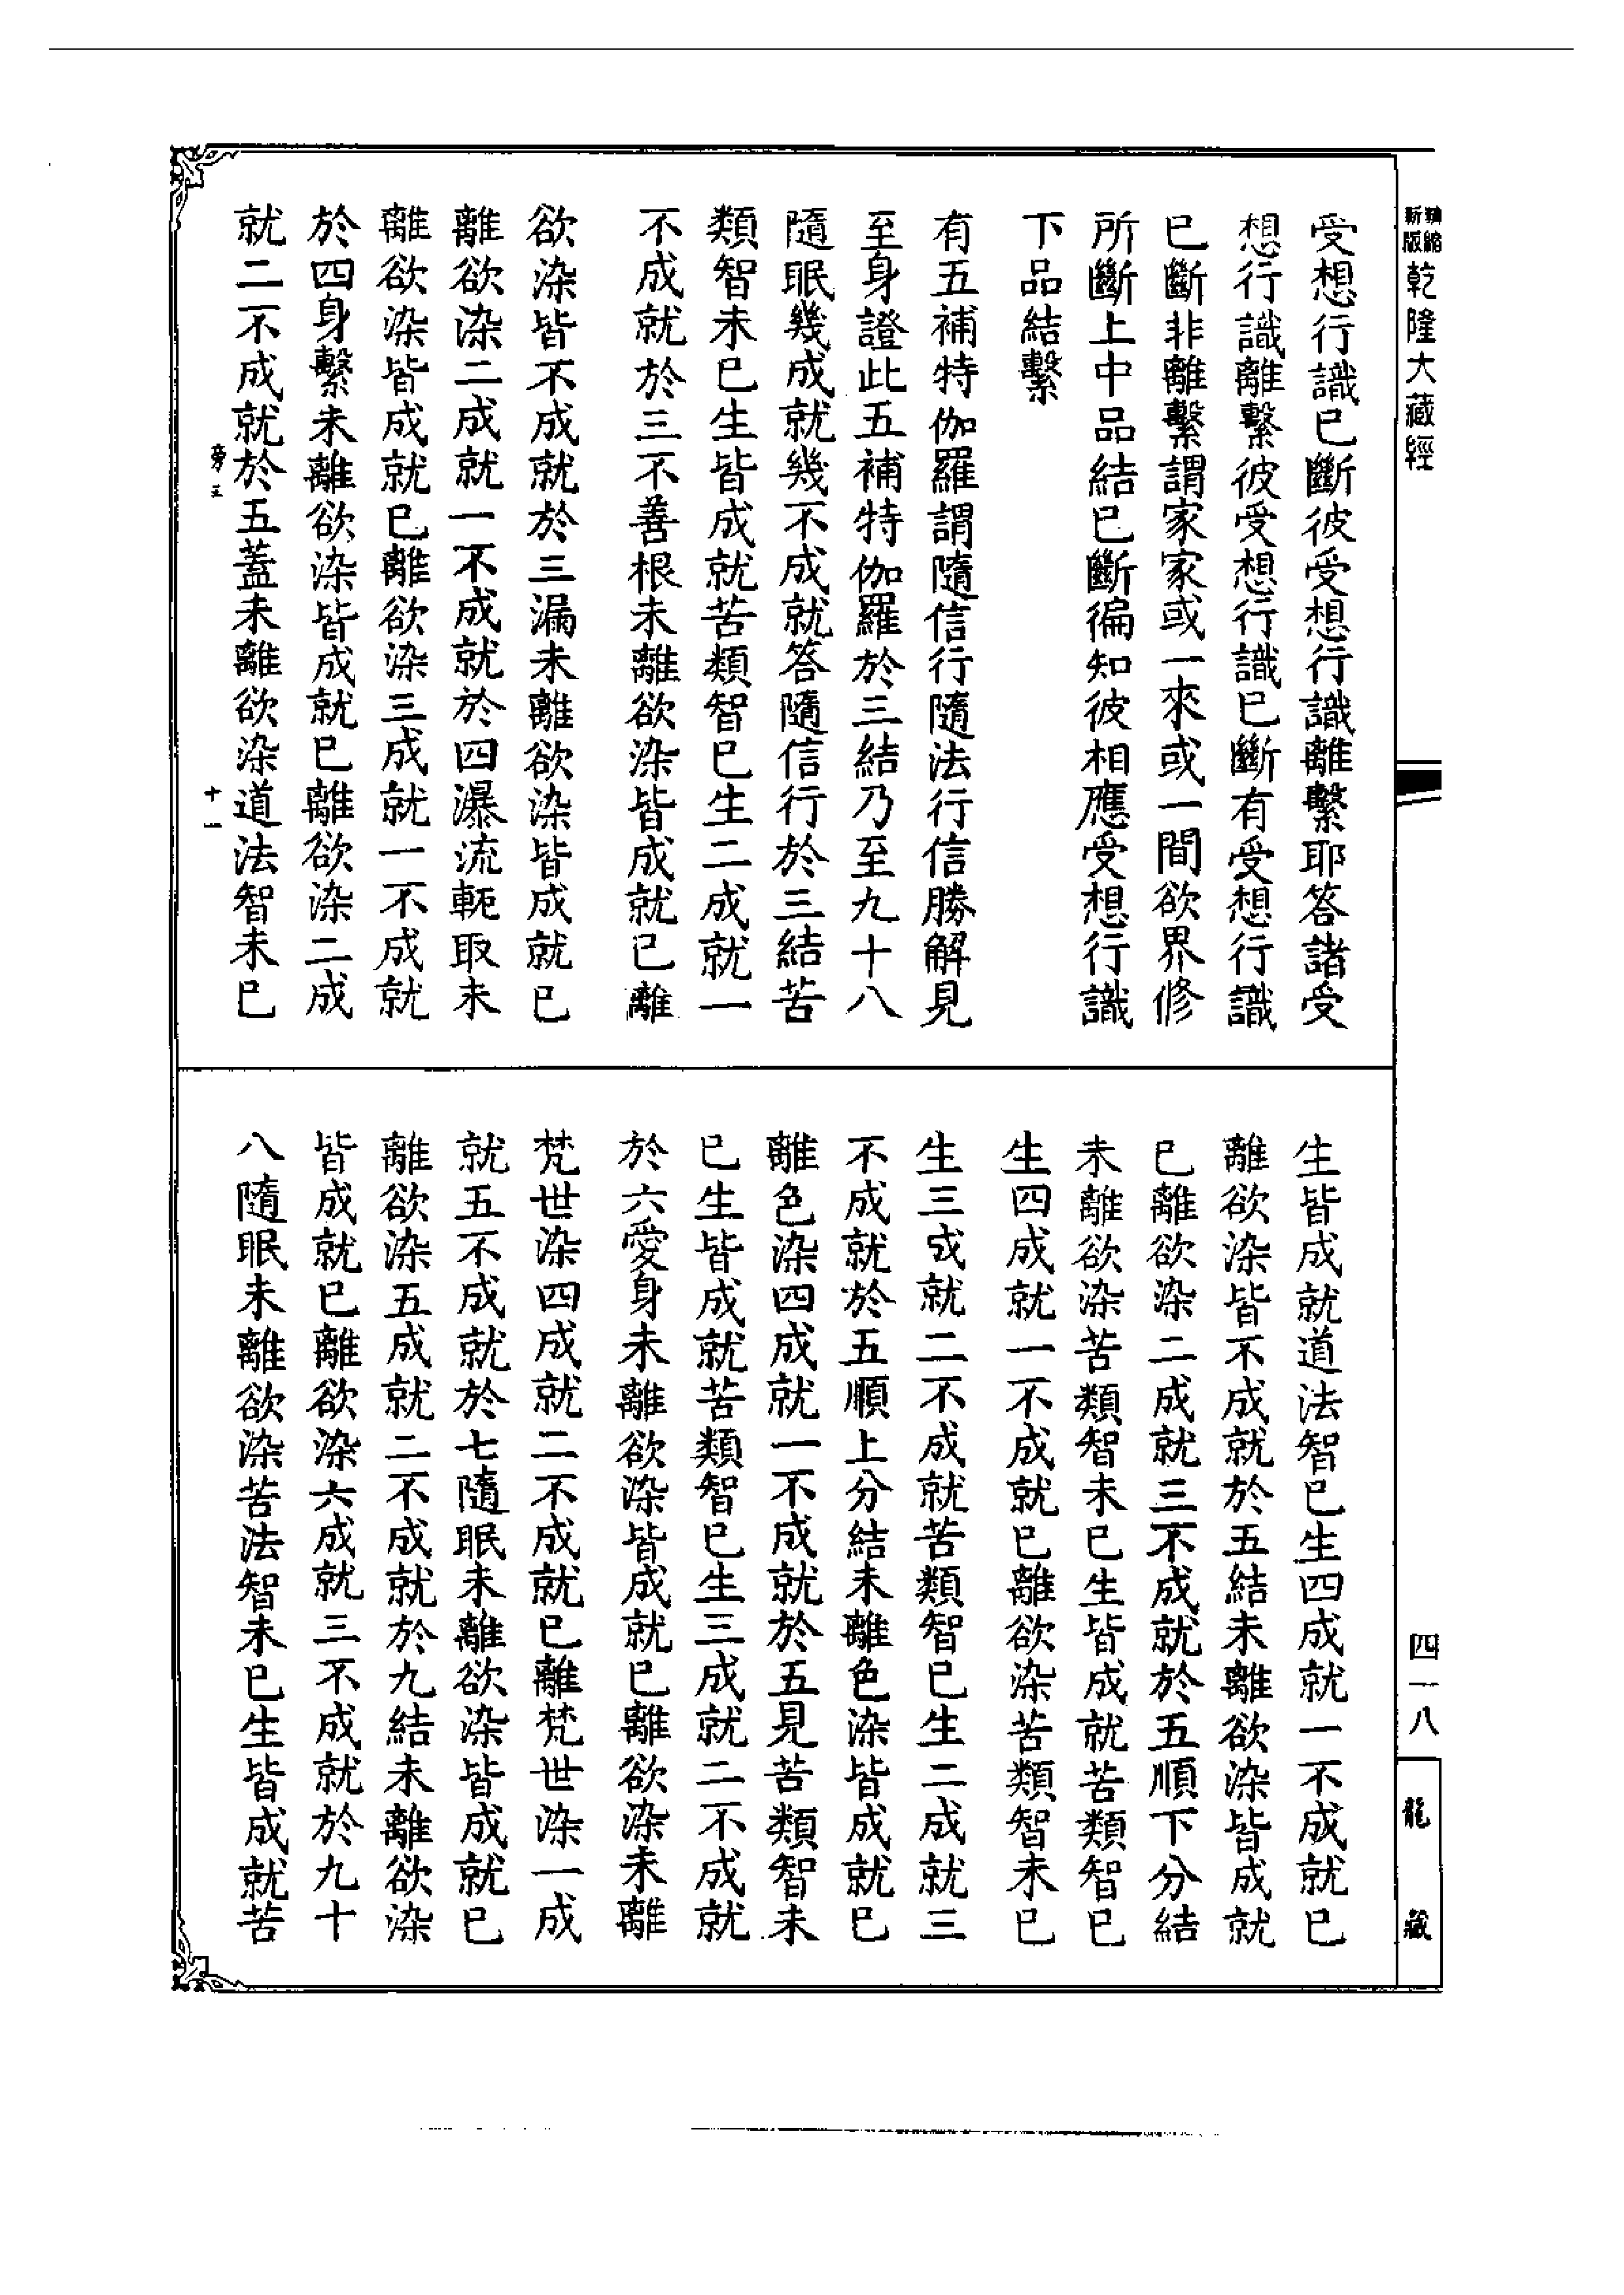 新縮
新版
乾隆大藏經
受想行識已斷彼受想行識離繫耶答諸受
想行識離繫彼受想行識已斷有受想行識
已斷非離繫謂家家或一來或一間欲界修
所斷上中品結已斷徧知彼相應受想行識
下品結繫
有五補特伽羅謂隨信行隨法行信勝解見
至身證此五補特伽羅於三結乃至九十八
隨眠幾成就幾不成就答隨信行於三結苦
類智未已生皆成就苦類智已生二成就一
不成就於三不善根未離欲染皆成就已離
欲染皆不成就於三漏未離欲染皆成就已
離欲染二成就一不成就於四瀑流軛取未
離欲染皆成就已離欲染三成就一不成就
於四身繫未離欲染皆成就已離欲染二成
就二不成就於五蓋未離欲染道法智未已
十一
生皆成就道法智已生四成就一不成就已
離欲染皆不成就於五結未離欲染皆成就
已離欲染二成就三不成就於五順下分結
未離欲染苦類智未已生皆成就苦類智已
生四成就一不成就已離欲染苦類智未已
生三成就二不成就苦類智已生二成就三
不成就於五順上分結未離色染皆成就已
離色染四成就一不成就於五見苦類智未
已生皆成就苦類智已生三成就二不成就
於六愛身未離欲染皆成就已離欲染未離
梵世染四成就二不成就已離梵世染一成
就五不成就於七隨眠未離欲染皆成就已
離欲染五成就二不成就於九結未離欲染
皆成就已離欲染六成就三不成就於九十
八隨眠未離欲染苦法智未已生皆成就苦
四一八
龍藏